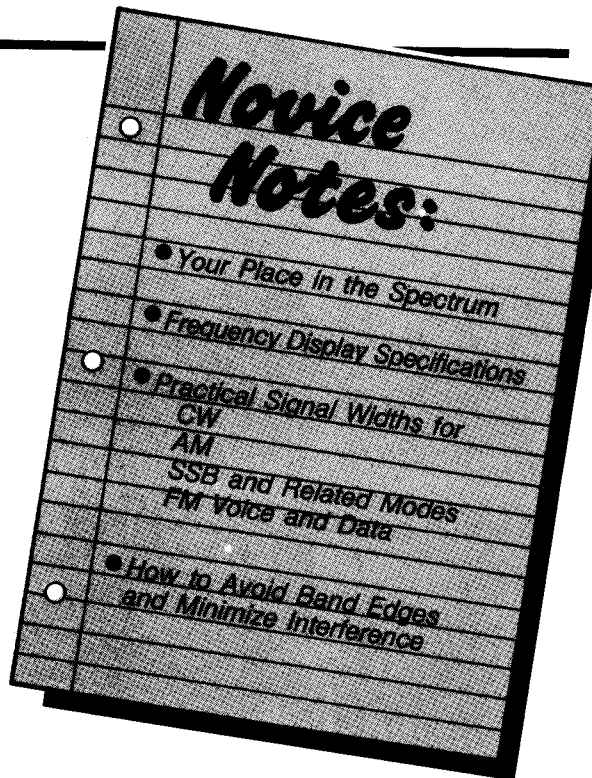 Novice
Notes:
● Your Place in the Spectrum
● Frequency Display Specifications
● Practical Signal Widths for
CW
AM
SSB and Related Modes
FM Voice and Data
● How to Avoid Band Edges
and Minimize Interference